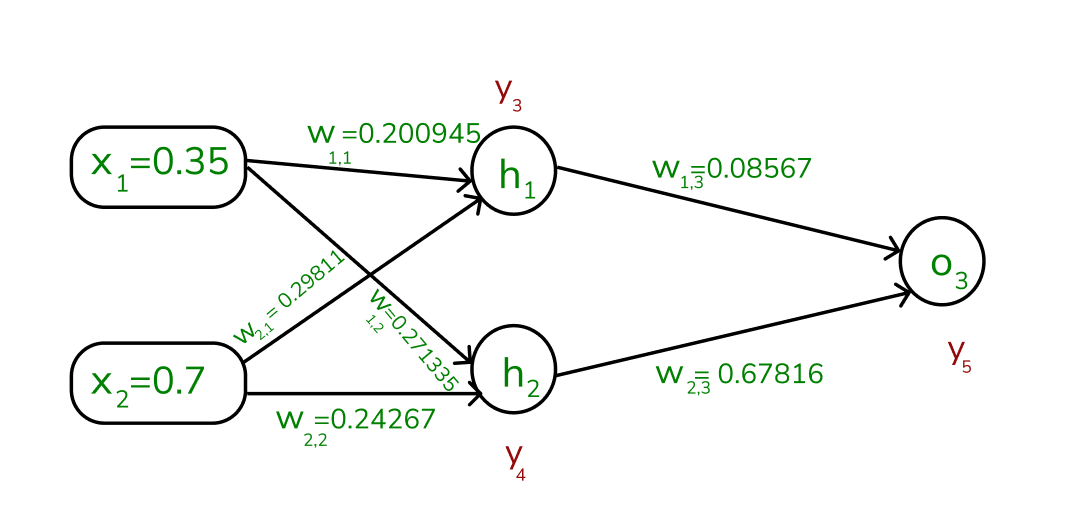 y₃
w₁,₁=0.200945
x₁=0.35
h₁
w₁,₃=0.08567
w₂,₁ = 0.29811
o₃
w₁,₂=0.271335
x₂=0.7
h₂
w₂,₃= 0.67816
y₅
w₂,₂=0.24267
y₄